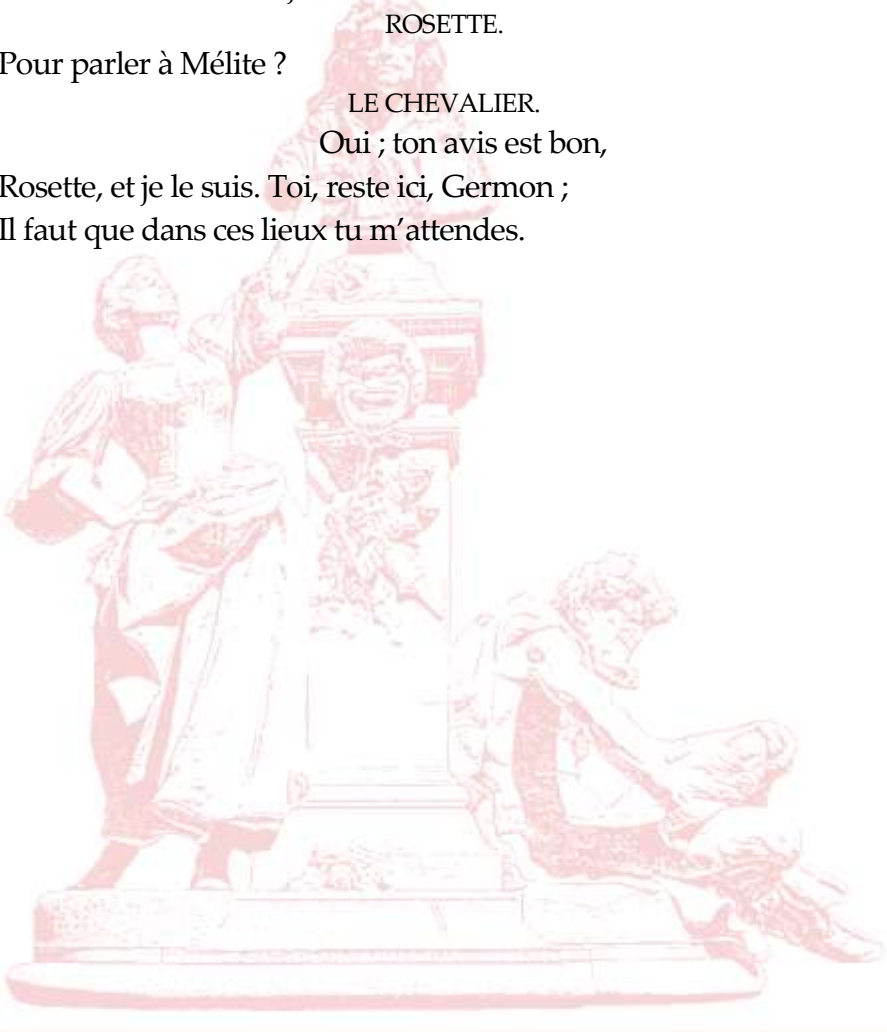 ROSETTE.
Pour parler à Mélite ?
LE CHEVALIER.
Oui ; ton avis est bon,
Rosette, et je le suis. Toi, reste ici, Germon ;
Il faut que dans ces lieux tu m’attendes.